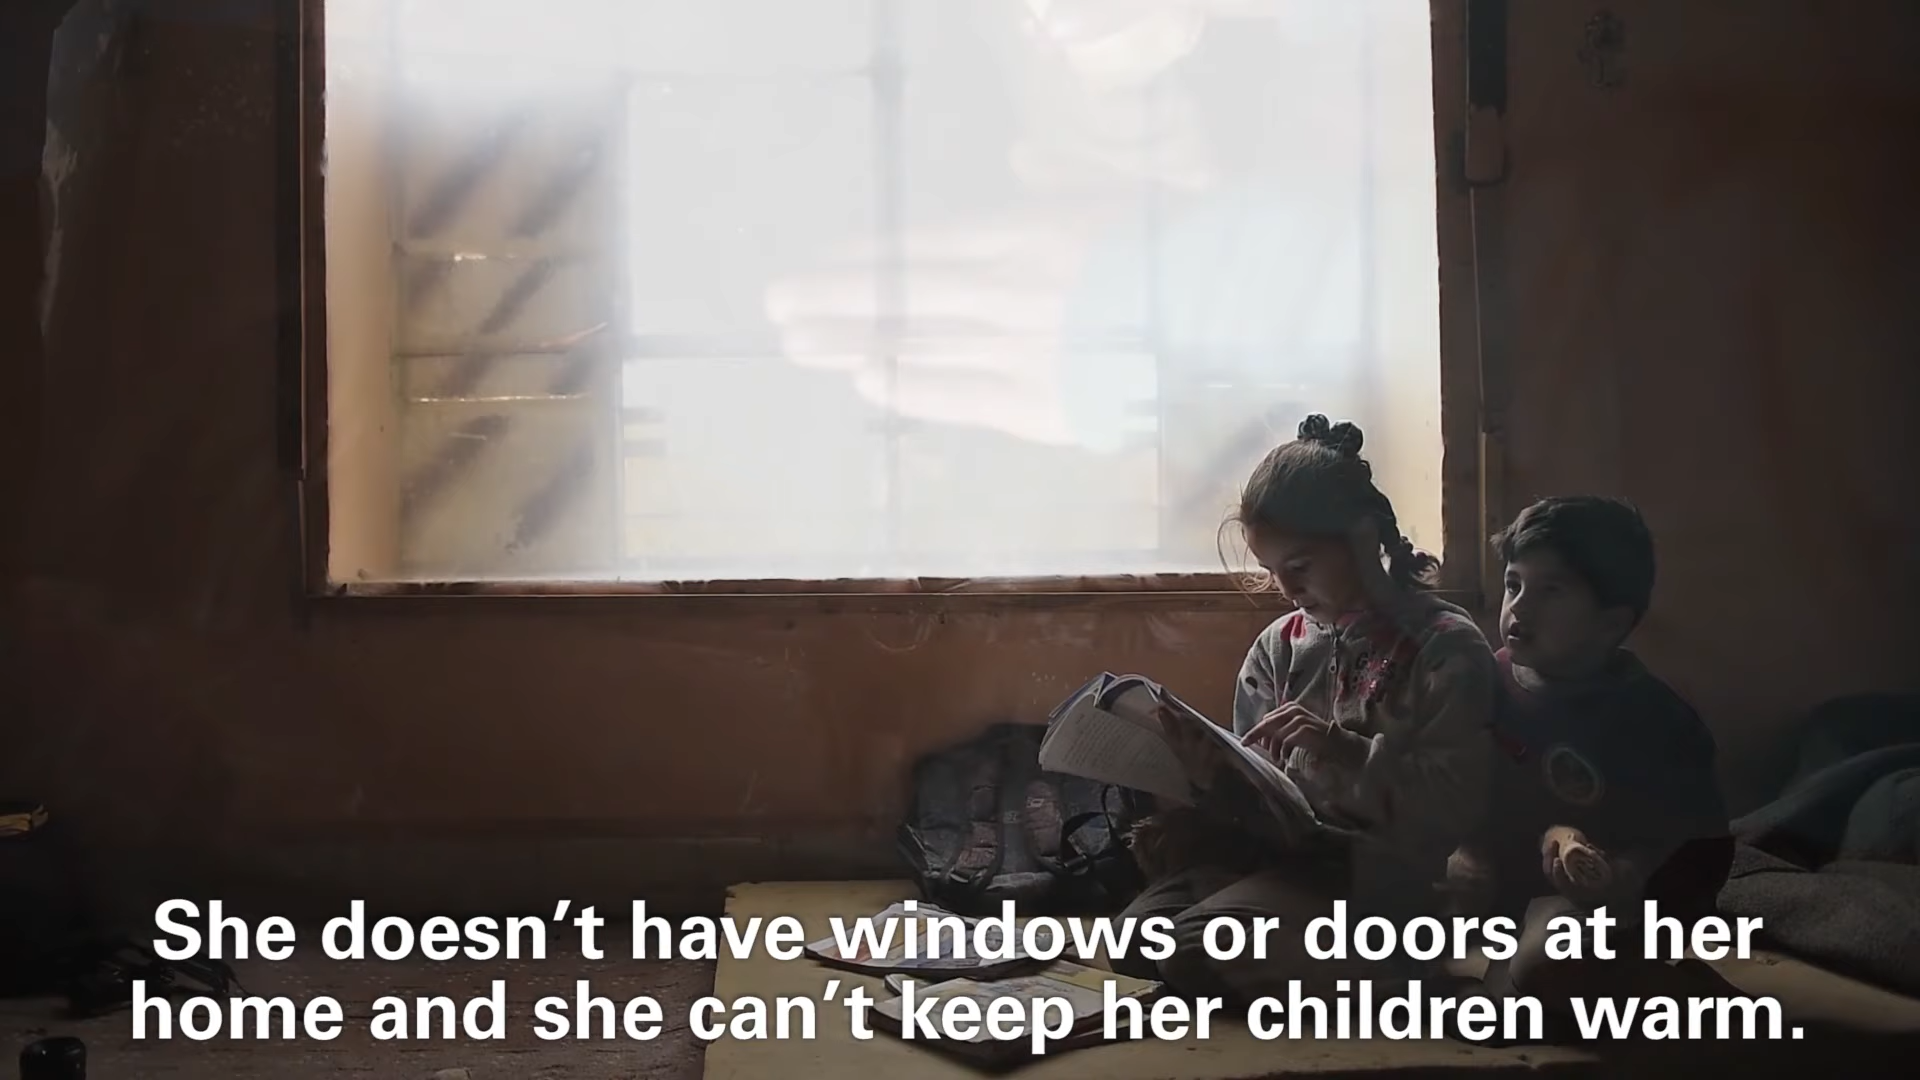 She doesn't have windows or doors at her
home and she can't keep her children warm.